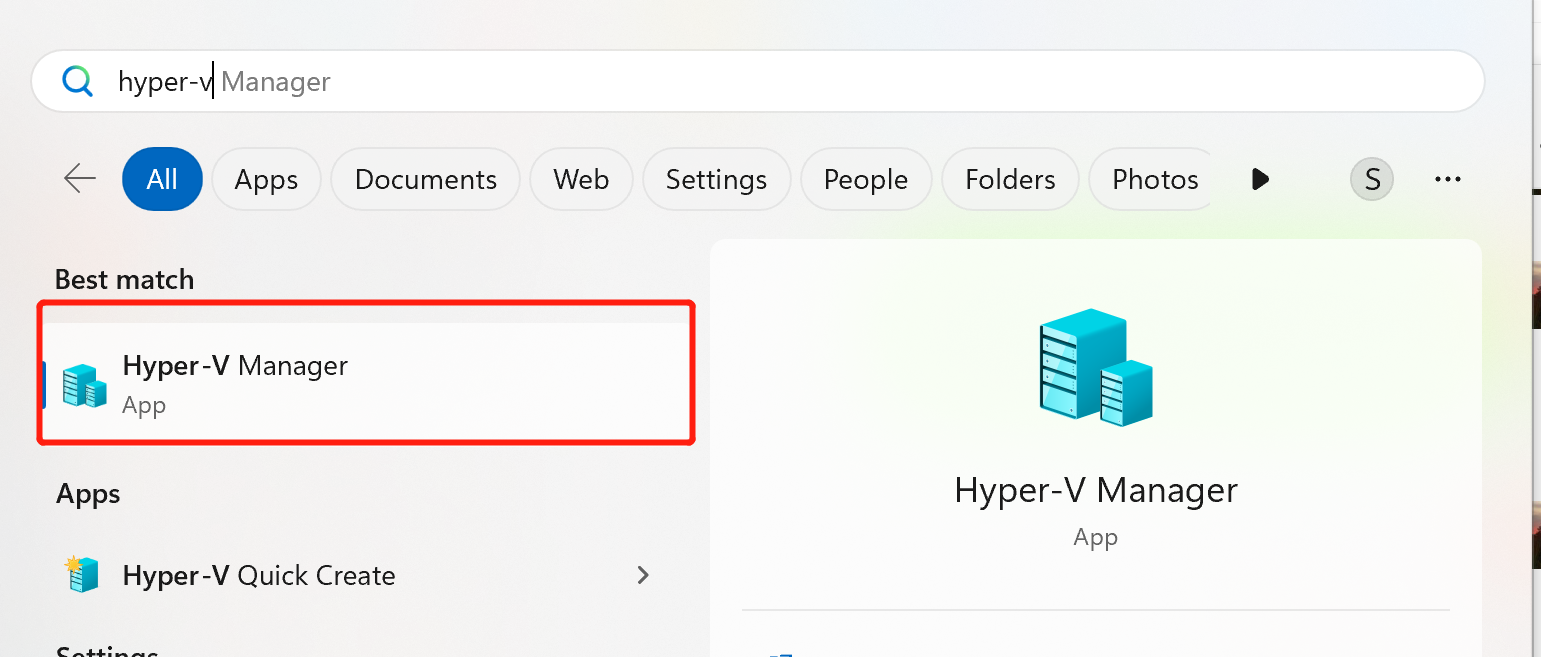 hyper-v Manager
All Apps Documents Web Settings People Folders Photos S
Best match
Hyper-V Manager
App
Apps
Hyper-V Quick Create
Settings
Hyper-V Manager
App